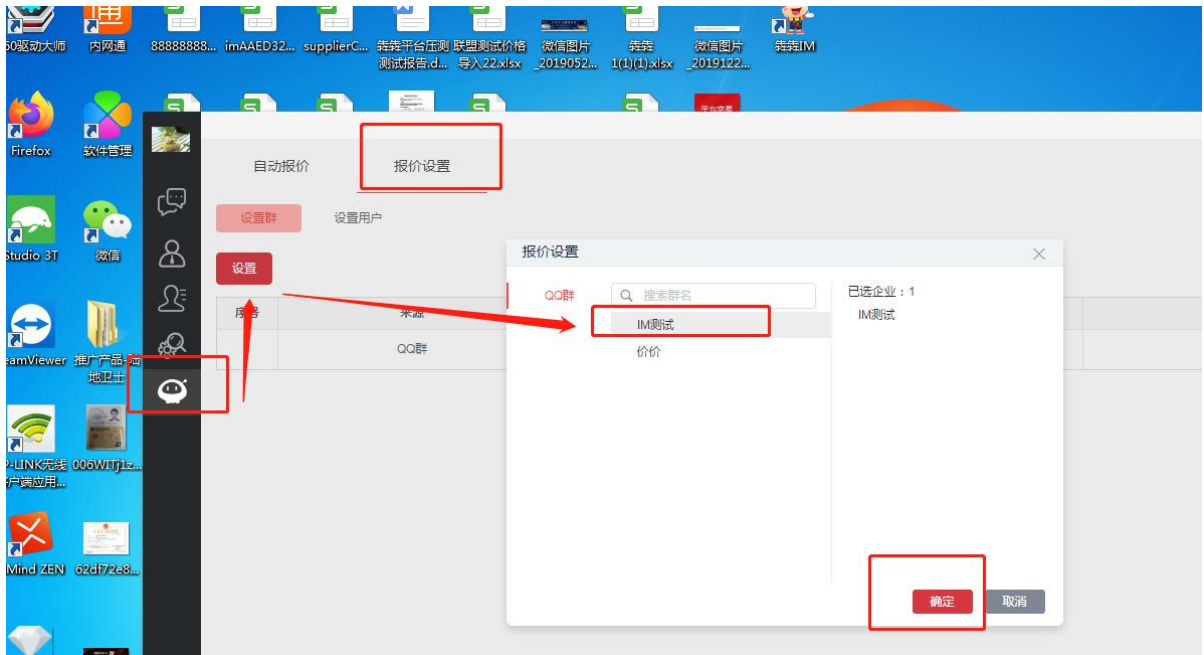 60驱动大师
内网通
88888888...
imAAED32...
supplierC...
犇犇平台压测
测试报告.d...
联盟测试价格
导入22.xlsx
微信图片
_2019052...
犇犇
1(1)(1).xlsx
微信图片
_2019122...
犇犇IM
Firefox
软件管理
自动报价
报价设置
设置群
设置用户
设置
序号
来源
QQ群
报价设置
QQ群
搜索群名
IM测试
价价
已选企业：1
IM测试
确定
取消
Studio 3T
微信
eamViewer
推广产品-陆
地卫士
P-LINK无线
客户端应用...
006WITj1z...
Mind ZEN
62df72e8...